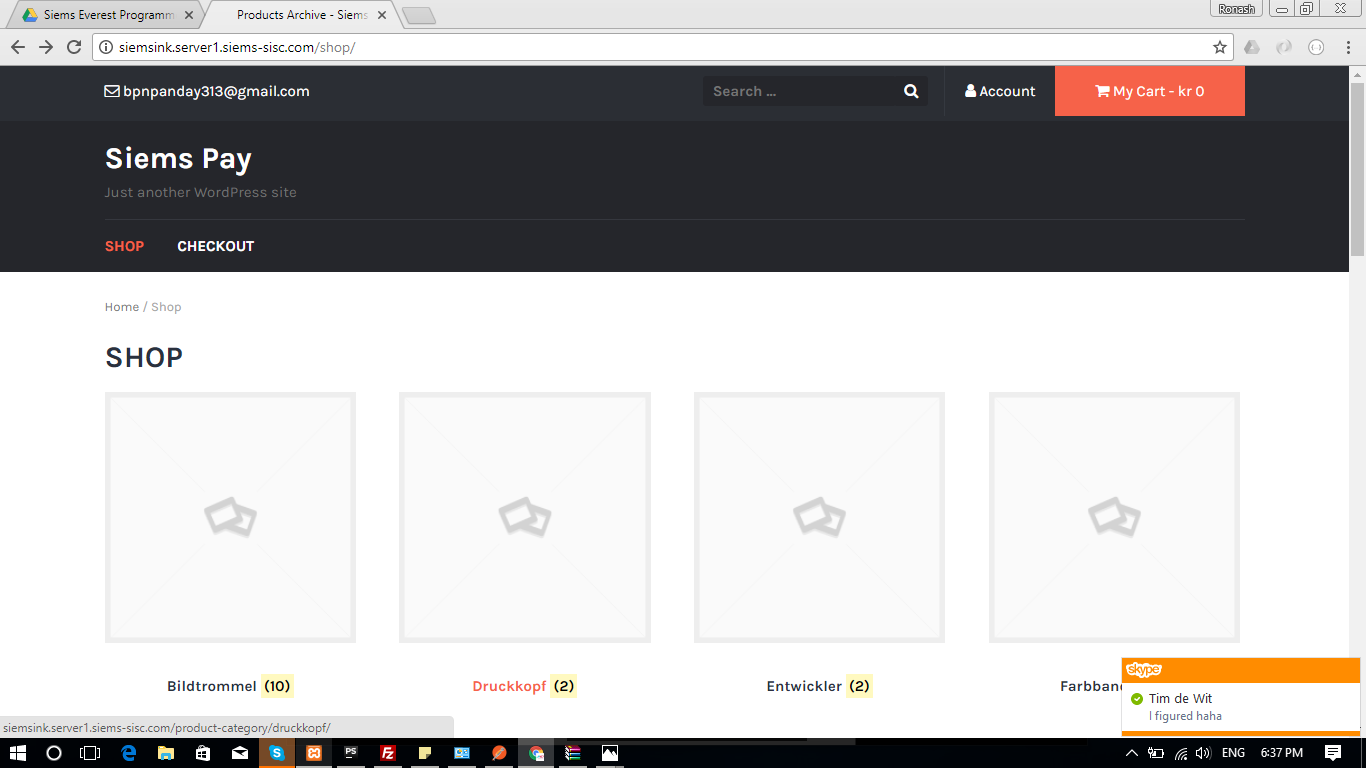 Siems Everest Programm
Products Archive - Siems
Ronash
siemsink.server1.siems-sisc.com/shop/
bpnpanday313@gmail.com
Search ...
Account
My Cart - kr 0
Siems Pay
Just another WordPress site
SHOP
CHECKOUT
Home / Shop
SHOP
Bildtrommel (10)
Druckkopf (2)
Entwickler (2)
Farbban
skype
Tim de Wit
I figured haha
siemsink.server1.siems-sisc.com/product-category/druckkopf/
PS
Fz
ENG
6:37 PM